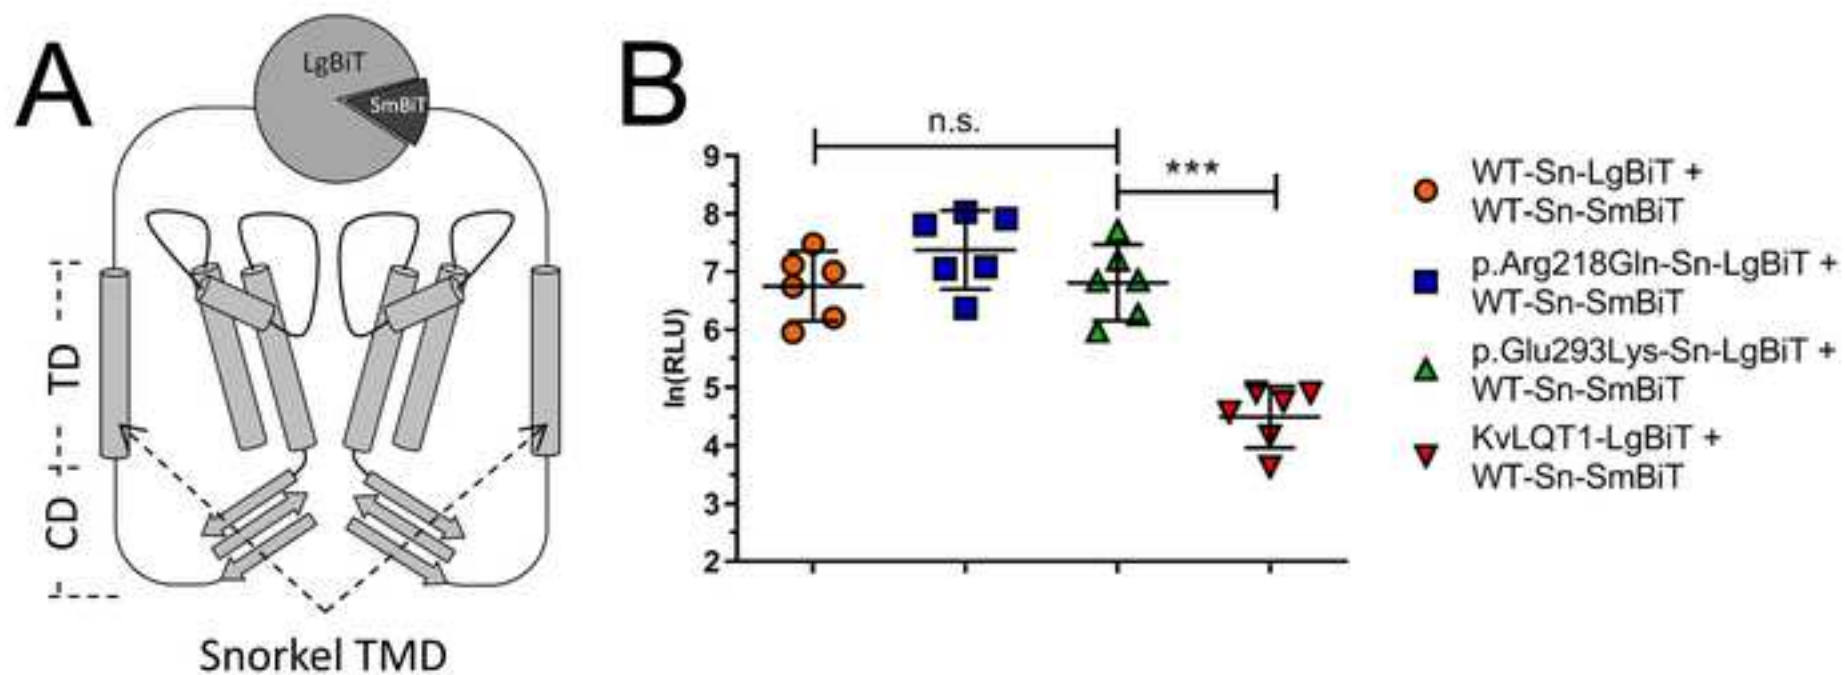 A
LgBiT
SmBiT
TD
CD
Snorkel TMD
B
n.s.
***
9
8
7
6
5
4
3
2
ln(RLU)
WT-Sn-LgBiT +
WT-Sn-SmBiT
p.Arg218Gln-Sn-LgBiT +
WT-Sn-SmBiT
p.Glu293Lys-Sn-LgBiT +
WT-Sn-SmBiT
KvLQT1-LgBiT +
WT-Sn-SmBiT